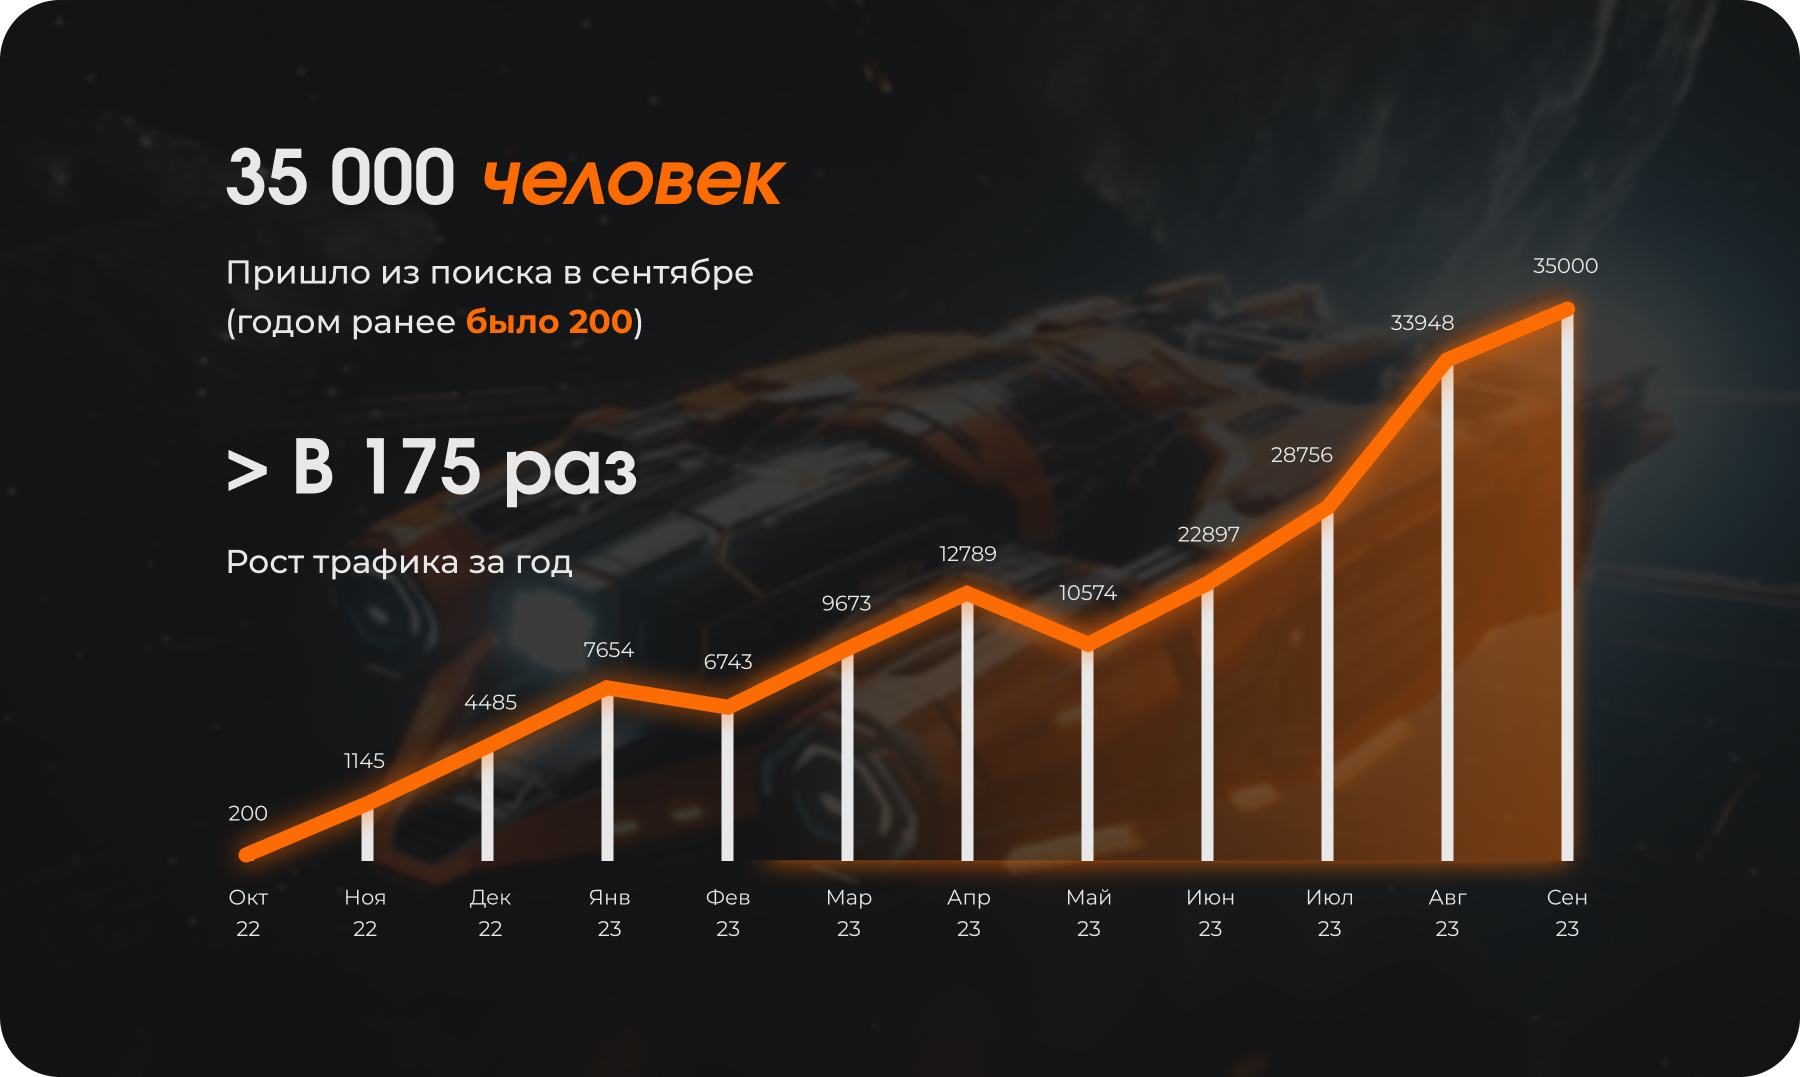 35 000 человек
Пришло из поиска в сентябре
(годом ранее было 200)
> В 175 раз
Рост трафика за год
35000
33948
28756
22897
12789
10574
9673
7654
6743
4485
1145
200
Окт Ноя Дек Янв Фев Мар Апр Май Июн Июл Авг Сен
22 22 22 23 23 23 23 23 23 23 23 23